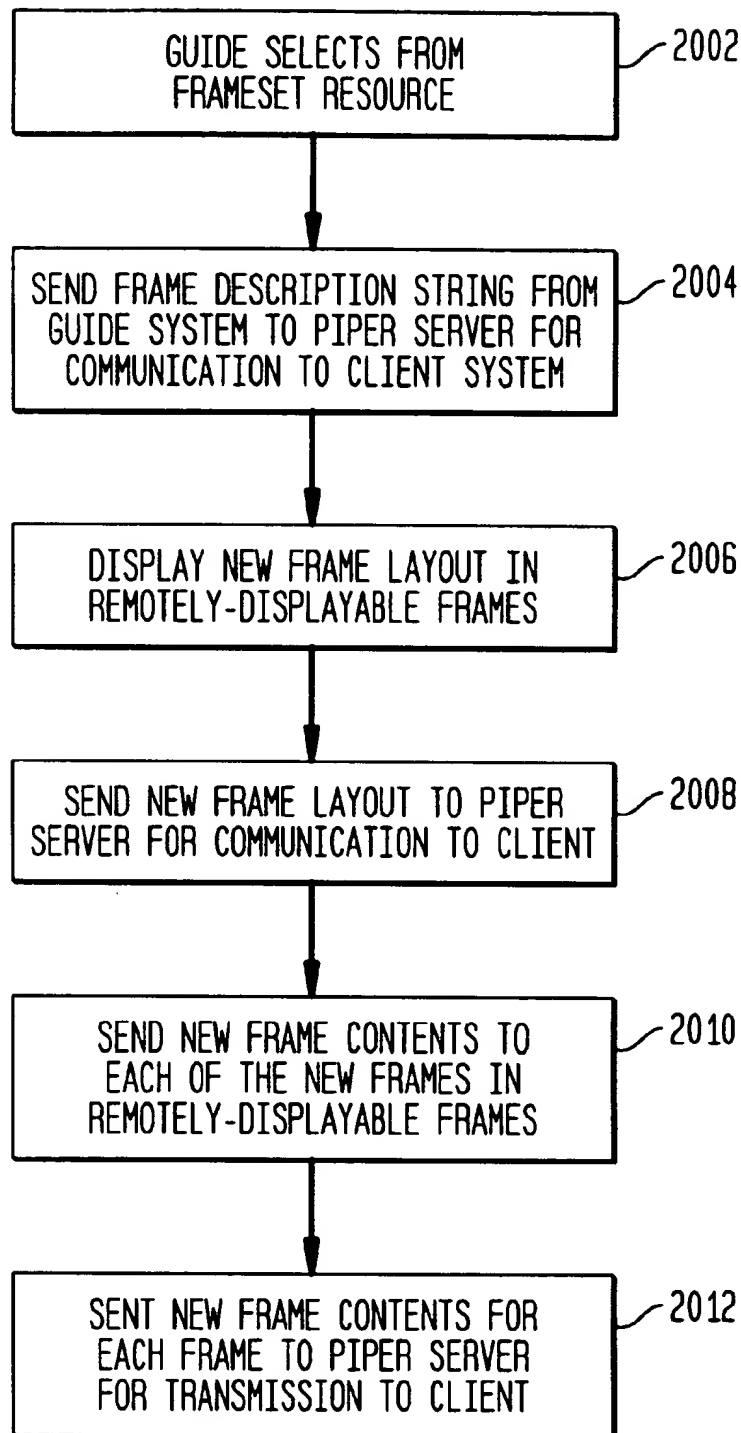 GUIDE SELECTS FROM
FRAMESET RESOURCE
2002
SEND FRAME DESCRIPTION STRING FROM
GUIDE SYSTEM TO PIPER SERVER FOR
COMMUNICATION TO CLIENT SYSTEM
2004
DISPLAY NEW FRAME LAYOUT IN
REMOTELY-DISPLAYABLE FRAMES
2006
SEND NEW FRAME LAYOUT TO PIPER
SERVER FOR COMMUNICATION TO CLIENT
2008
SEND NEW FRAME CONTENTS TO
EACH OF THE NEW FRAMES IN
REMOTELY-DISPLAYABLE FRAMES
2010
SENT NEW FRAME CONTENTS FOR
EACH FRAME TO PIPER SERVER
FOR TRANSMISSION TO CLIENT
2012